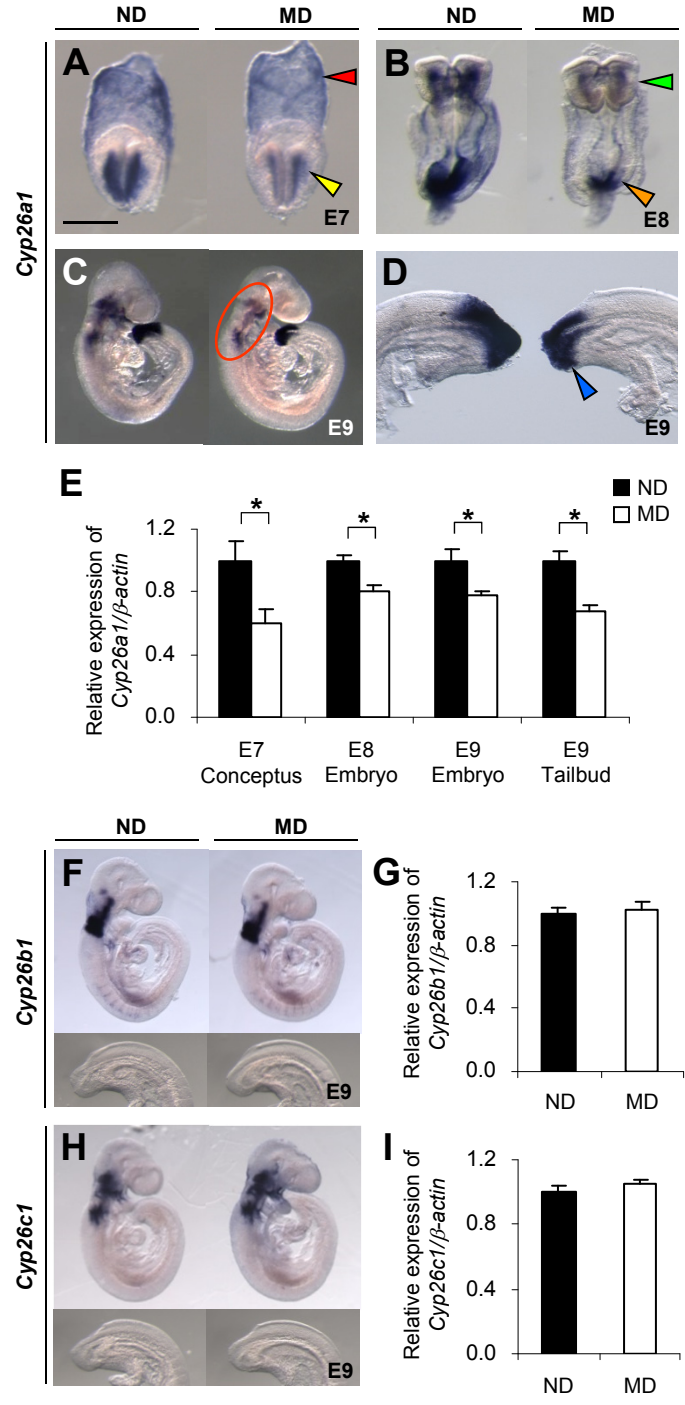 ND MD ND MD
Cyp26a1
A B
E7 E8
C D
E9 E9
E
ND
MD
Relative expression of
Cyp26a1/β-actin
1.2
0.8
0.4
0.0
* * * *
E7 E8 E9 E9
Conceptus Embryo Embryo Tailbud
ND MD
Cyp26b1
F
E9
G
Relative expression of
Cyp26b1/β-actin
1.2
0.8
0.4
0.0
ND MD
Cyp26c1
H
E9
I
Relative expression of
Cyp26c1/β-actin
1.2
0.8
0.4
0.0
ND MD